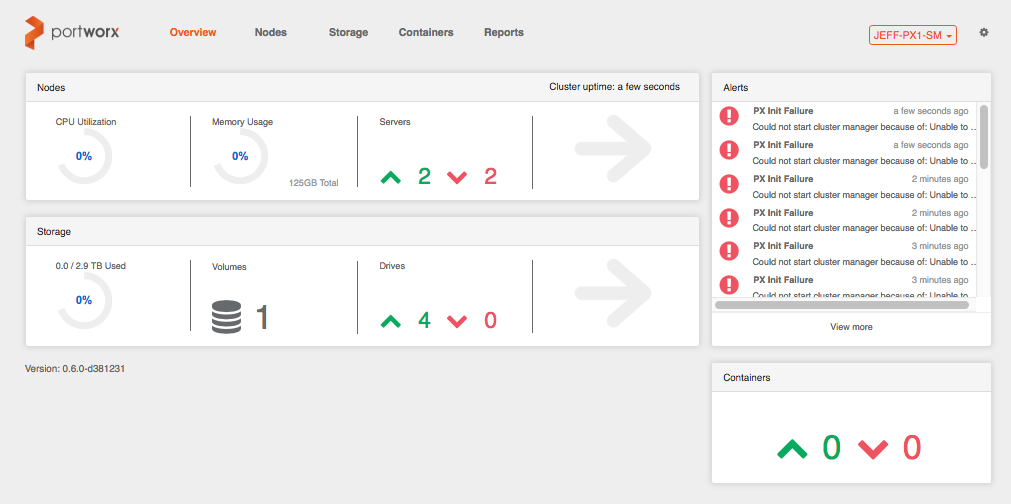 portworx
Overview
Nodes
Storage
Containers
Reports
JEFF-PX1-SM
Nodes
Cluster uptime: a few seconds
CPU Utilization
0%
Memory Usage
0%
125GB Total
Servers
2
2
Storage
0.0 / 2.9 TB Used
0%
Volumes
1
Drives
4
0
Version: 0.6.0-d381231
Alerts
PX Init Failure a few seconds ago
Could not start cluster manager because of: Unable to ..
PX Init Failure a few seconds ago
Could not start cluster manager because of: Unable to ..
PX Init Failure 2 minutes ago
Could not start cluster manager because of: Unable to ..
PX Init Failure 2 minutes ago
Could not start cluster manager because of: Unable to ..
PX Init Failure 3 minutes ago
Could not start cluster manager because of: Unable to ..
PX Init Failure 3 minutes ago
Could not start cluster manager because of: Unable to ..
View more
Containers
0
0